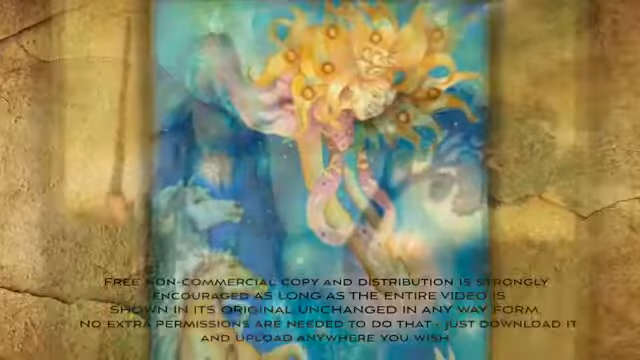 FREE NON-COMMERCIAL COPY AND DISTRIBUTION IS STRONGLY
ENCOURAGED AS LONG AS THE ENTIRE VIDEO IS
SHOWN IN ITS ORIGINAL UNCHANGED IN ANY WAY FORM.
NO EXTRA PERMISSIONS ARE NEEDED TO DO THAT - JUST DOWNLOAD IT
AND UPLOAD ANYWHERE YOU WISH